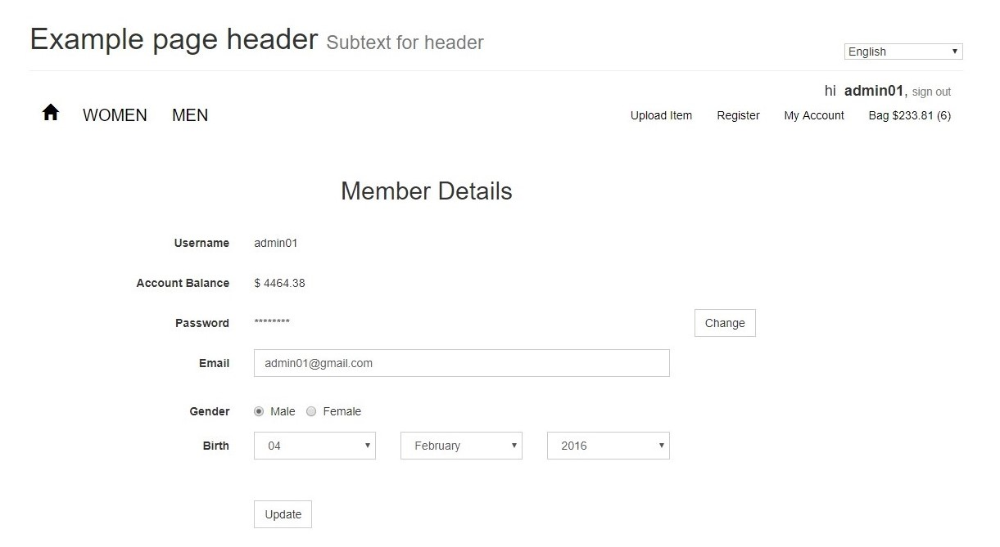 Example page header Subtext for header
English
hi admin01, sign out
WOMEN MEN Upload Item Register My Account Bag $233.81 (6)
Member Details
Username admin01
Account Balance $ 4464.38
Password ******** Change
Email admin01@gmail.com
Gender Male Female
Birth 04 February 2016
Update